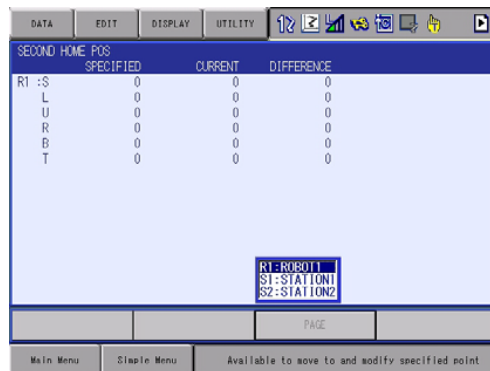 DATA EDIT DISPLAY UTILITY 12
SECOND HOME POS
SPECIFIED CURRENT DIFFERENCE
R1 :S 0 0 0
L 0 0 0
U 0 0 0
R 0 0 0
B 0 0 0
T 0 0 0
R1:ROBOT1
S1:STATION1
S2:STATION2
PAGE
Main Menu Simple Menu Available to move to and modify specified point